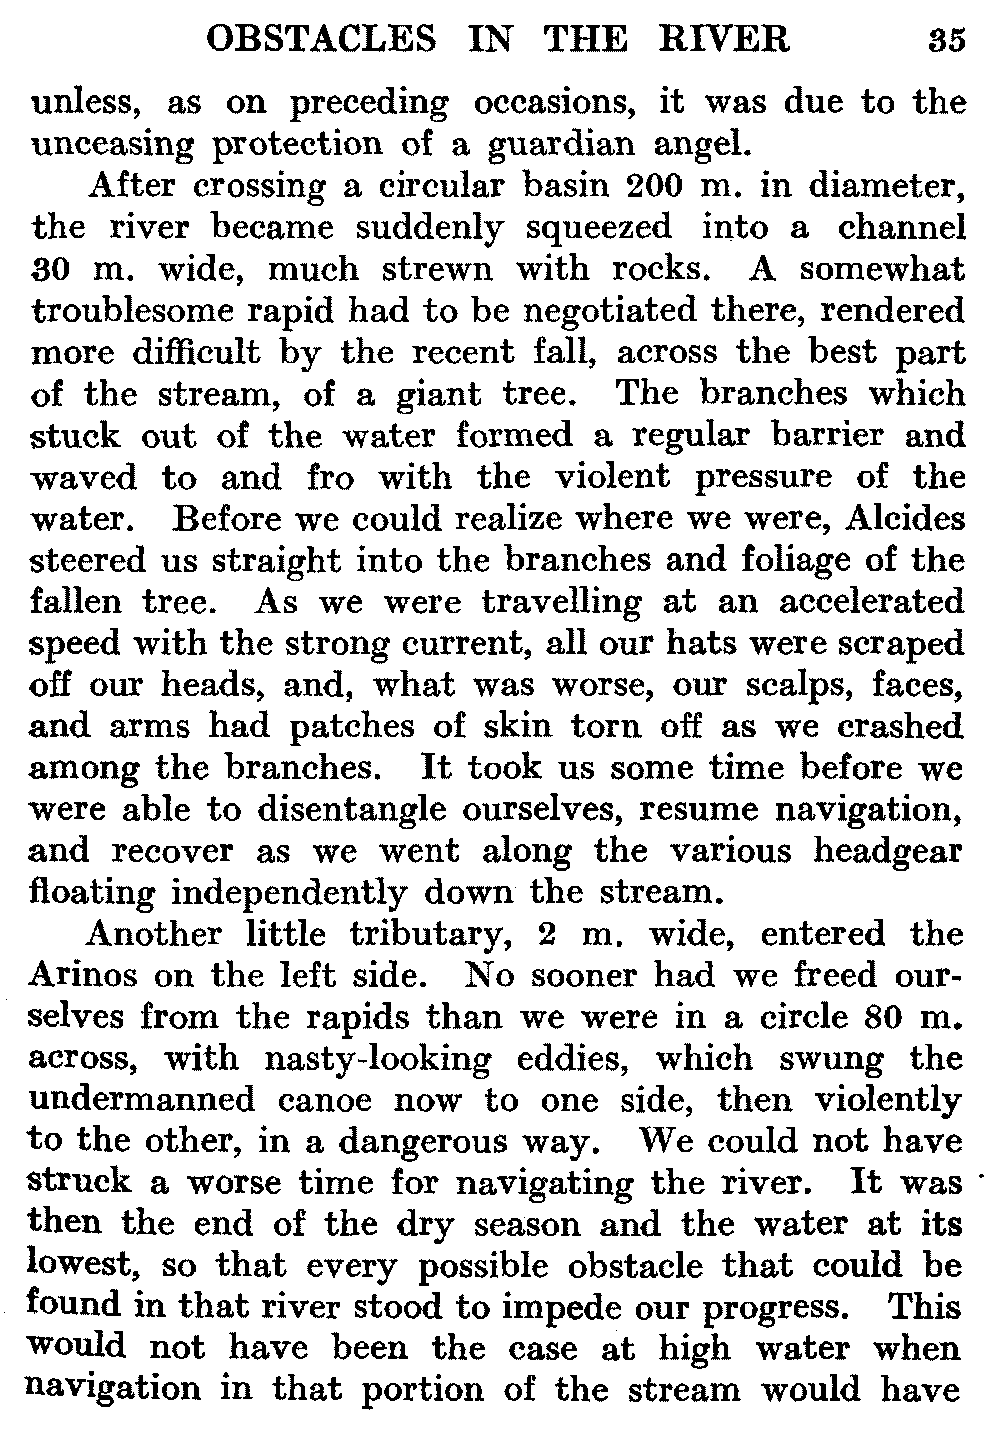 OBSTACLES IN THE RIVER 35
unless, as on preceding occasions, it was due to the
unceasing protection of a guardian angel.
After crossing a circular basin 200 m. in diameter,
the river became suddenly squeezed into a channel
30 m. wide, much strewn with rocks. A somewhat
troublesome rapid had to be negotiated there, rendered
more difficult by the recent fall, across the best part
of the stream, of a giant tree. The branches which
stuck out of the water formed a regular barrier and
waved to and fro with the violent pressure of the
water. Before we could realize where we were, Alcides
steered us straight into the branches and foliage of the
fallen tree. As we were travelling at an accelerated
speed with the strong current, all our hats were scraped
off our heads, and, what was worse, our scalps, faces,
and arms had patches of skin torn off as we crashed
among the branches. It took us some time before we
were able to disentangle ourselves, resume navigation,
and recover as we went along the various headgear
floating independently down the stream.
Another little tributary, 2 m. wide, entered the
Arinos on the left side. No sooner had we freed our-
selves from the rapids than we were in a circle 80 m.
across, with nasty-looking eddies, which swung the
undermanned canoe now to one side, then violently
to the other, in a dangerous way. We could not have
struck a worse time for navigating the river. It was
then the end of the dry season and the water at its
lowest, so that every possible obstacle that could be
found in that river stood to impede our progress. This
would not have been the case at high water when
navigation in that portion of the stream would have